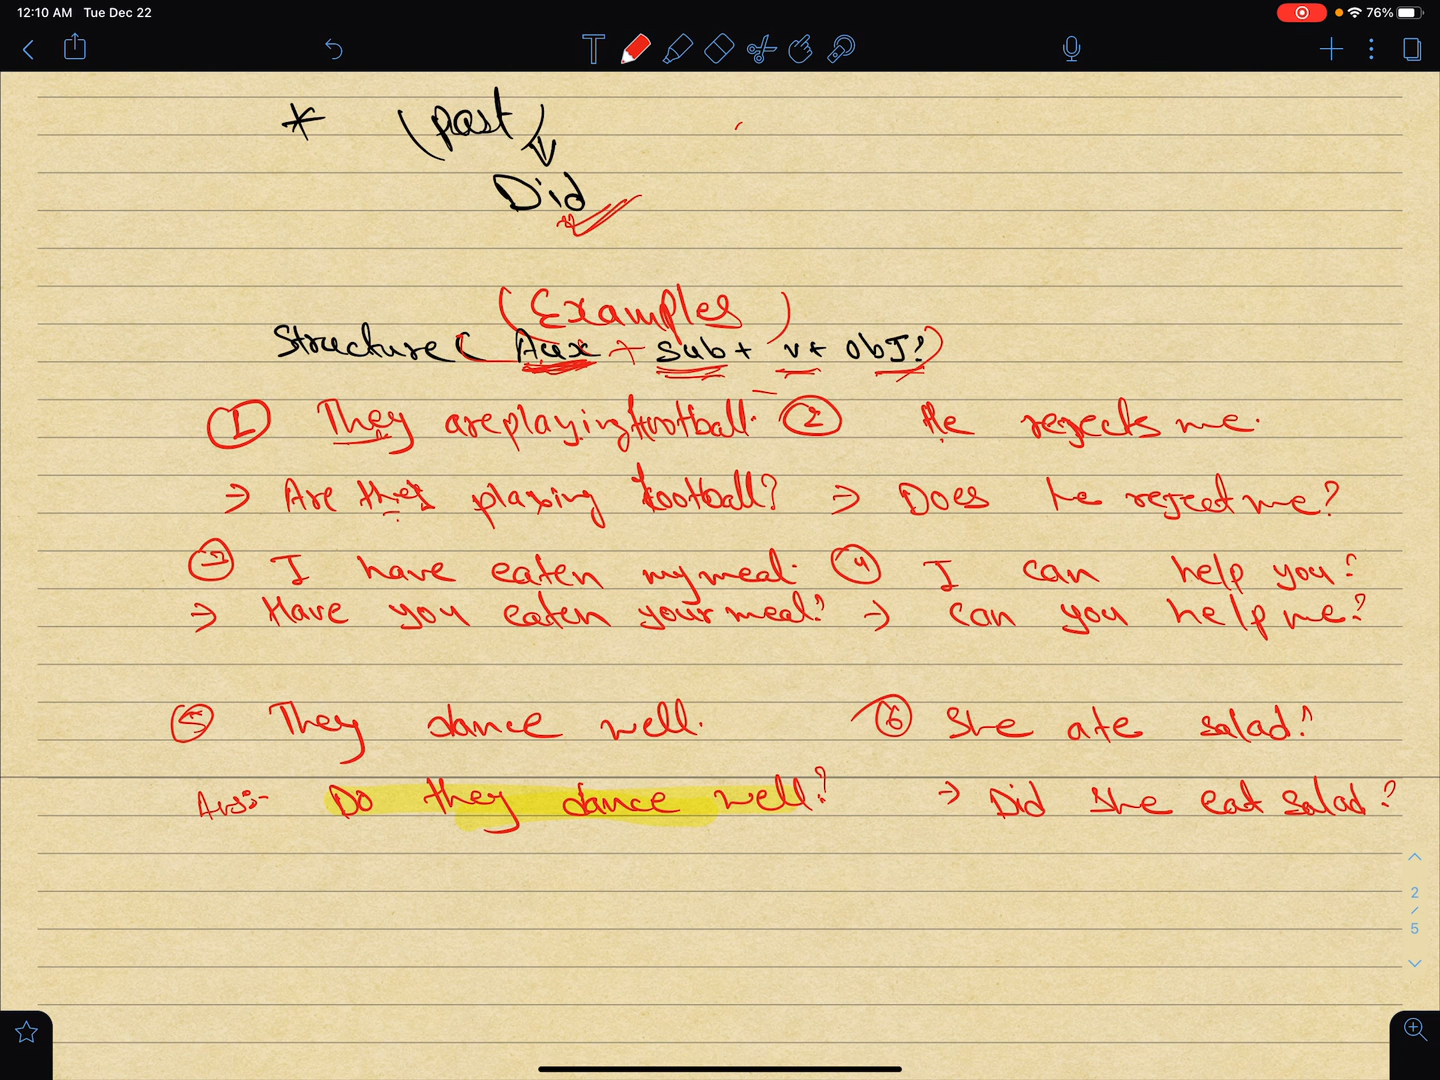 12:10 AM Tue Dec 22
76%
* (past)
Did
(Examples)
Structure ( Aux + sub + v + obJ? )
1 They are playing football. 2 He rejects me.
→ Are they playing football? → Does he reject me?
3 I have eaten my meal. 4 I can help you?
→ Have you eaten your meal? → can you help me?
5 They dance well. 6 She ate salad?
Ans:- Do they dance well? → Did she eat salad?
2
/
5